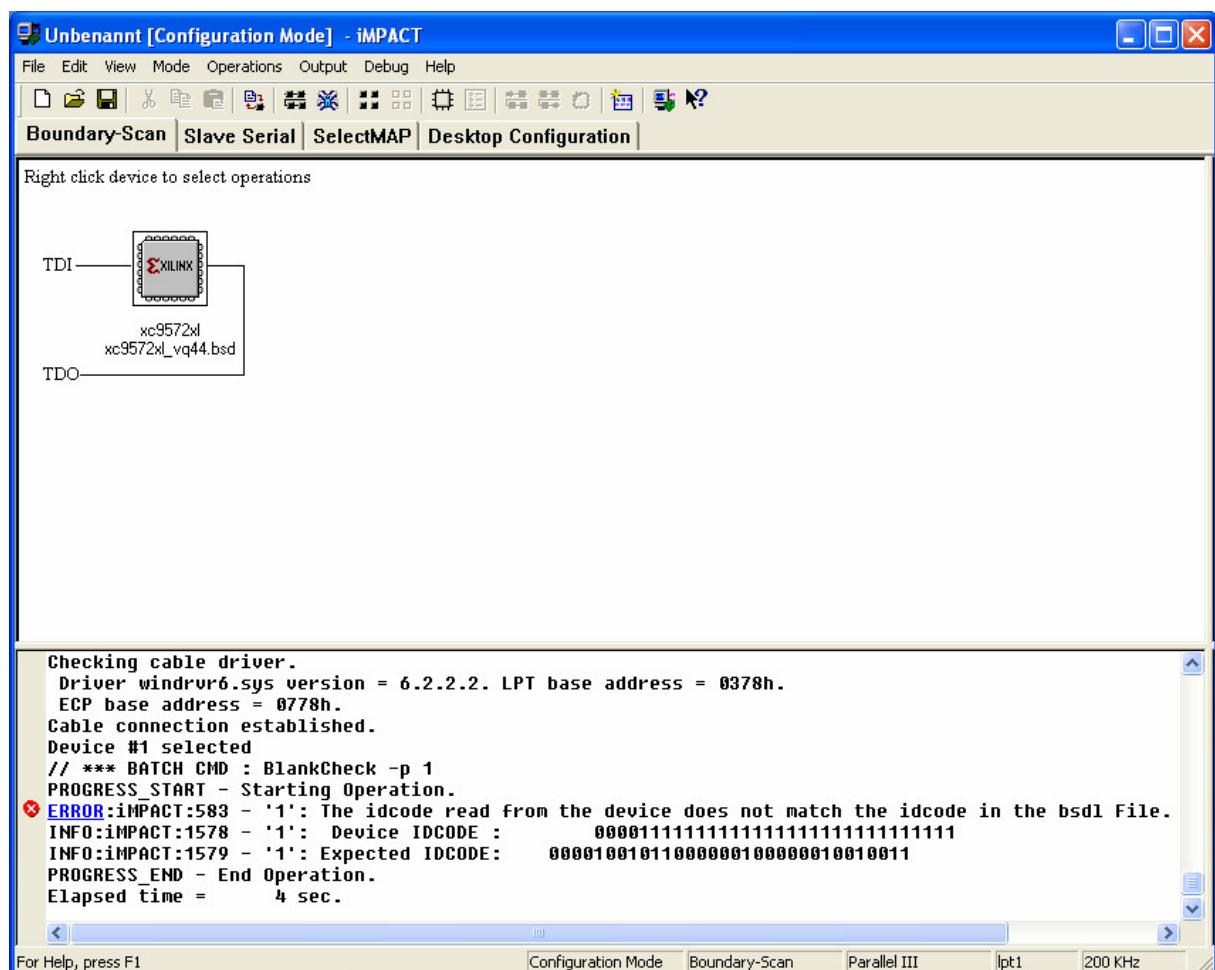 Unbenannt [Configuration Mode] - iMPACT
File Edit View Mode Operations Output Debug Help
Boundary-Scan Slave Serial SelectMAP Desktop Configuration
Right click device to select operations
TDI
XILINX
xc9572xl
xc9572xl_vq44.bsd
TDO
Checking cable driver.
Driver windrvr6.sys version = 6.2.2.2. LPT base address = 0378h.
ECP base address = 0778h.
Cable connection established.
Device #1 selected
// *** BATCH CMD : BlankCheck -p 1
PROGRESS_START - Starting Operation.
ERROR:iMPACT:583 - '1': The idcode read from the device does not match the idcode in the bsdl File.
INFO:iMPACT:1578 - '1': Device IDCODE : 00001111111111111111111111111111
INFO:iMPACT:1579 - '1': Expected IDCODE: 00001001011000000100000010010011
PROGRESS_END - End Operation.
Elapsed time = 4 sec.
For Help, press F1 Configuration Mode Boundary-Scan Parallel III lpt1 200 KHz